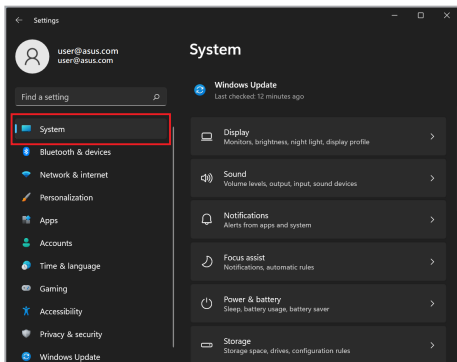 Settings
user@asus.com
user@asus.com
Find a setting
System
Bluetooth & devices
Network & internet
Personalization
Apps
Accounts
Time & language
Gaming
Accessibility
Privacy & security
Windows Update
System
Windows Update
Last checked: 12 minutes ago
Display
Monitors, brightness, night light, display profile
Sound
Volume levels, output, input, sound devices
Notifications
Alerts from apps and system
Focus assist
Notifications, automatic rules
Power & battery
Sleep, battery usage, battery saver
Storage
Storage space, drives, configuration rules